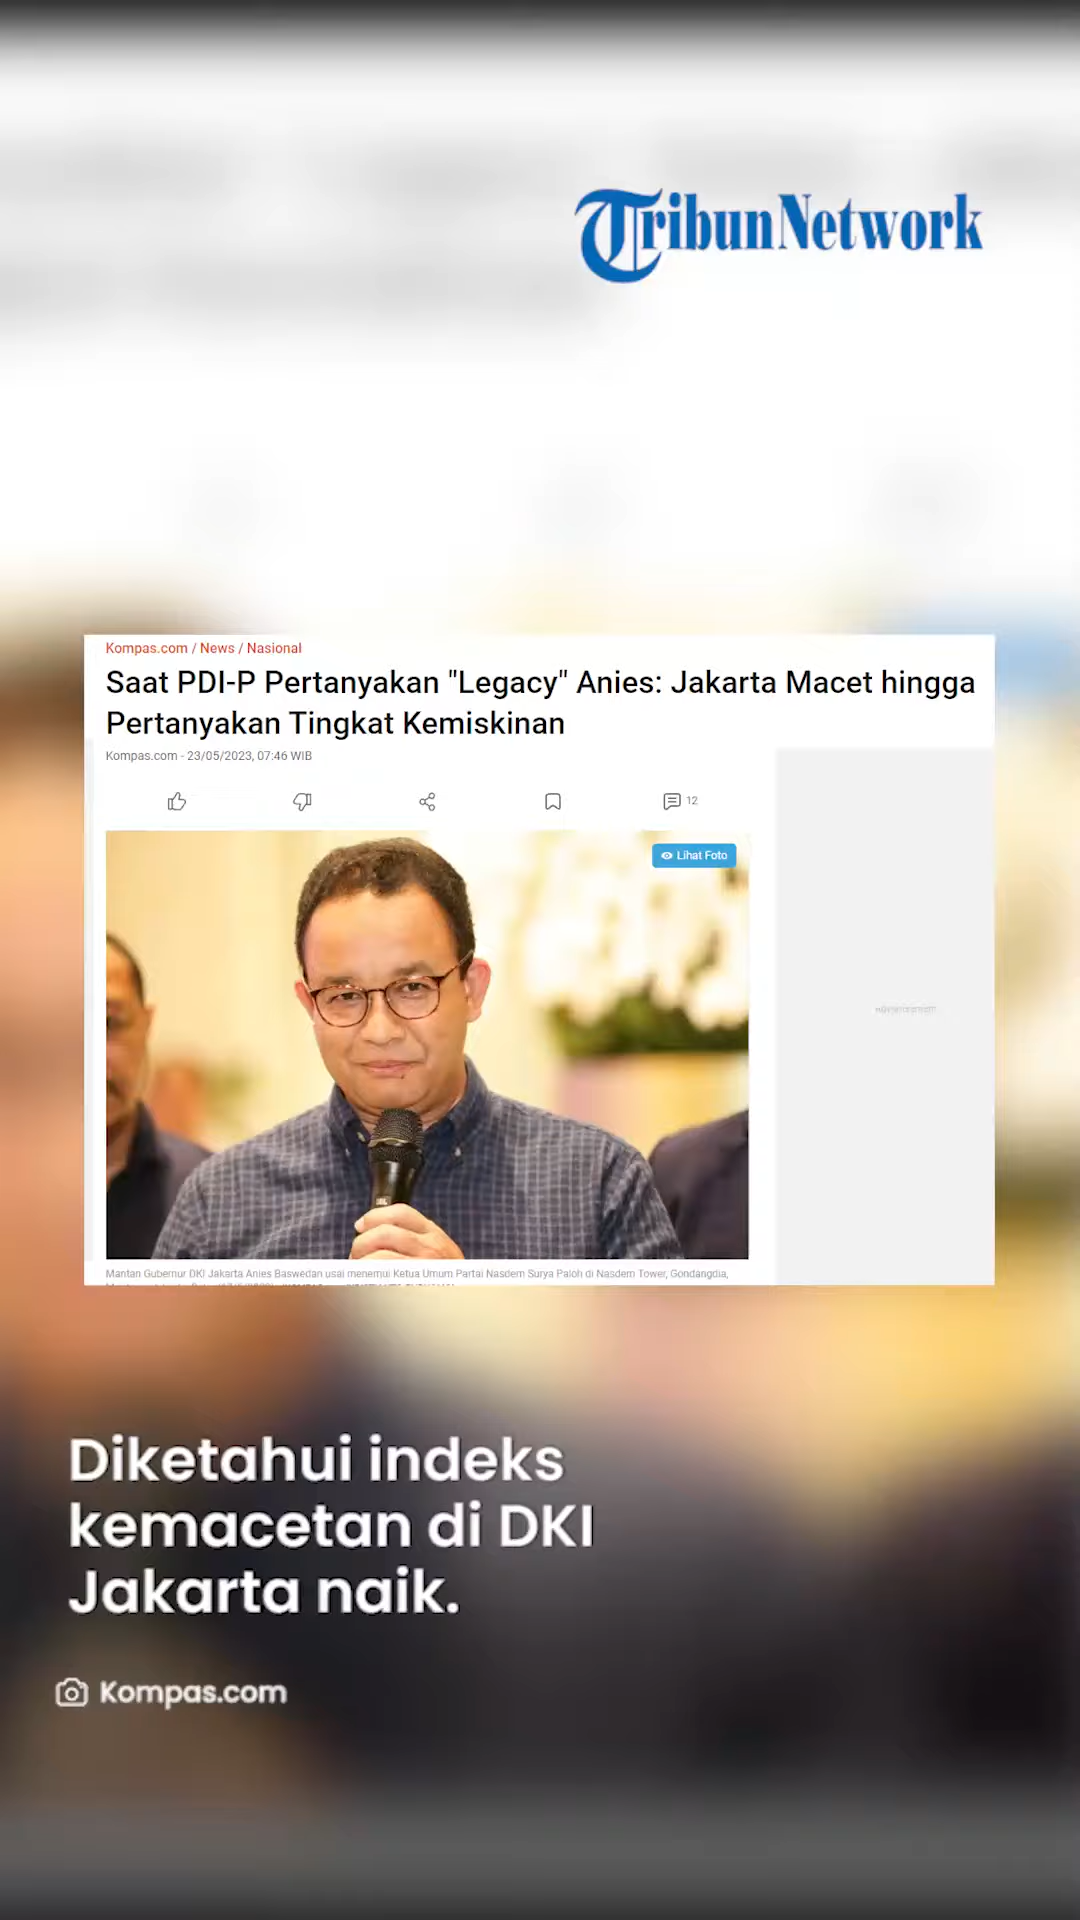 Tribun Network
Kompas.com / News / Nasional
Saat PDI-P Pertanyakan "Legacy" Anies: Jakarta Macet hingga
Pertanyakan Tingkat Kemiskinan
Kompas.com - 23/05/2023, 07:46 WIB
12
Lihat Foto
Mantan Gubernur DKI Jakarta Anies Baswedan usai menemui Ketua Umum Partai Nasdem Surya Paloh di Nasdem Tower, Gondangdia,
Diketahui indeks
kemacetan di DKI
Jakarta naik.
Kompas.com